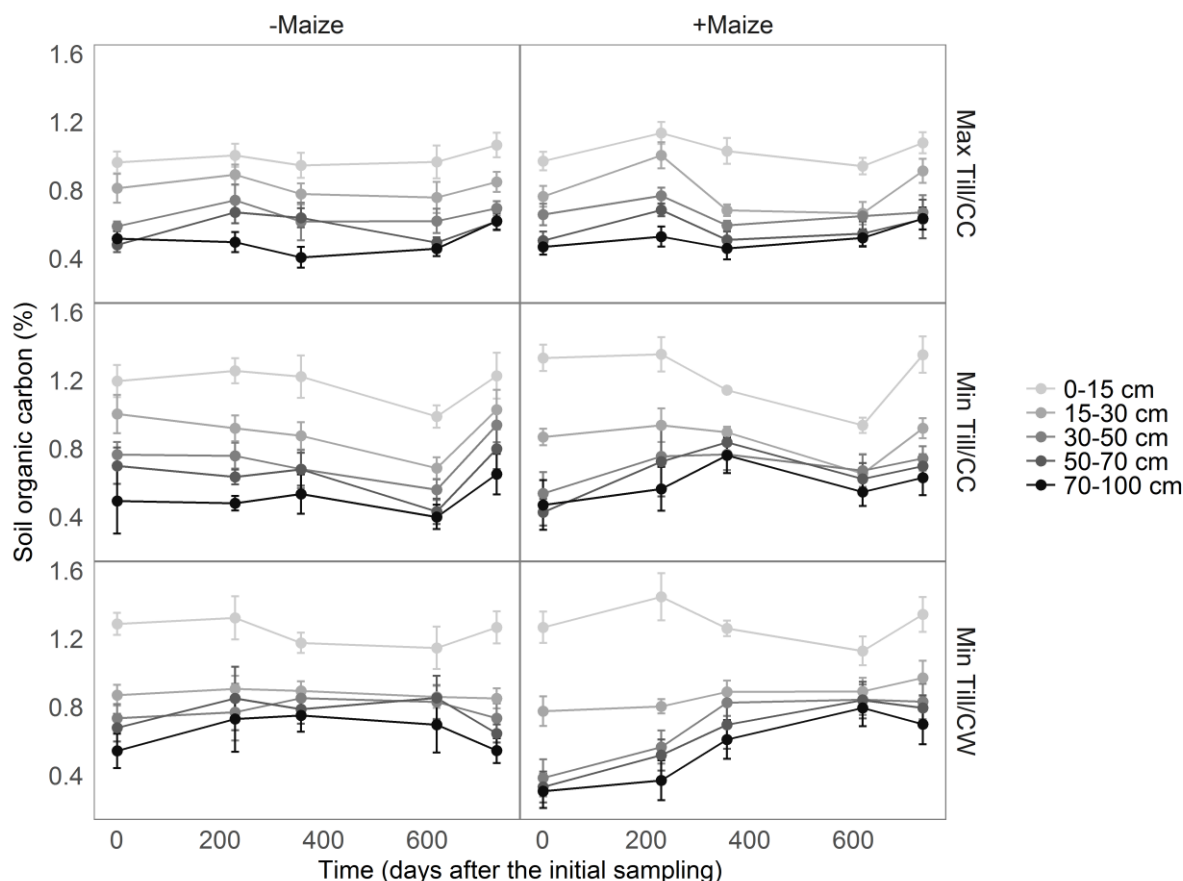 -Maize +Maize
1.6
1.2
0.8
0.4
Max Till/CC
1.6
1.2
0.8
0.4
Min Till/CC
1.6
1.2
0.8
0.4
Min Till/CW
Soil organic carbon (%)
0-15 cm
15-30 cm
30-50 cm
50-70 cm
70-100 cm
0 200 400 600 0 200 400 600
Time (days after the initial sampling)